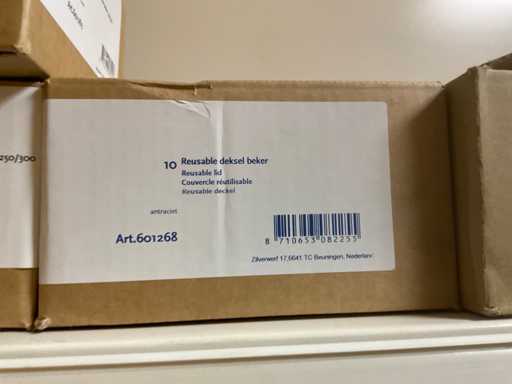 250/300
10 Reusable deksel beker
Reusable lid
Couvercle réutilisable
Reusable deckel
antraciet
Art.601268
8 710653 082255
Zilverwerf 17,6641 TC Beuningen, Nederland